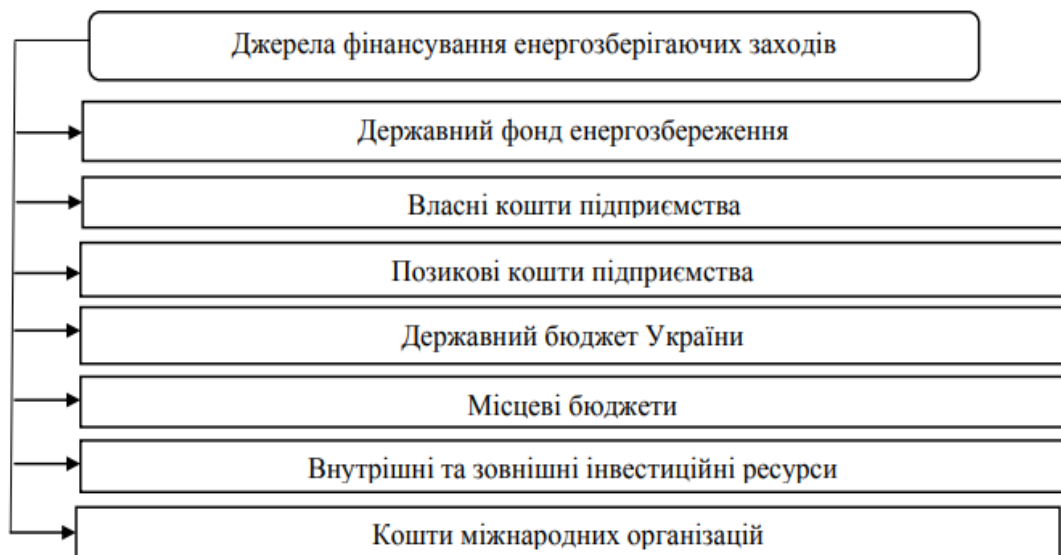 Джерела фінансування енергозберігаючих заходів
Державний фонд енергозбереження
Власні кошти підприємства
Позикові кошти підприємства
Державний бюджет України
Місцеві бюджети
Внутрішні та зовнішні інвестиційні ресурси
Кошти міжнародних організацій